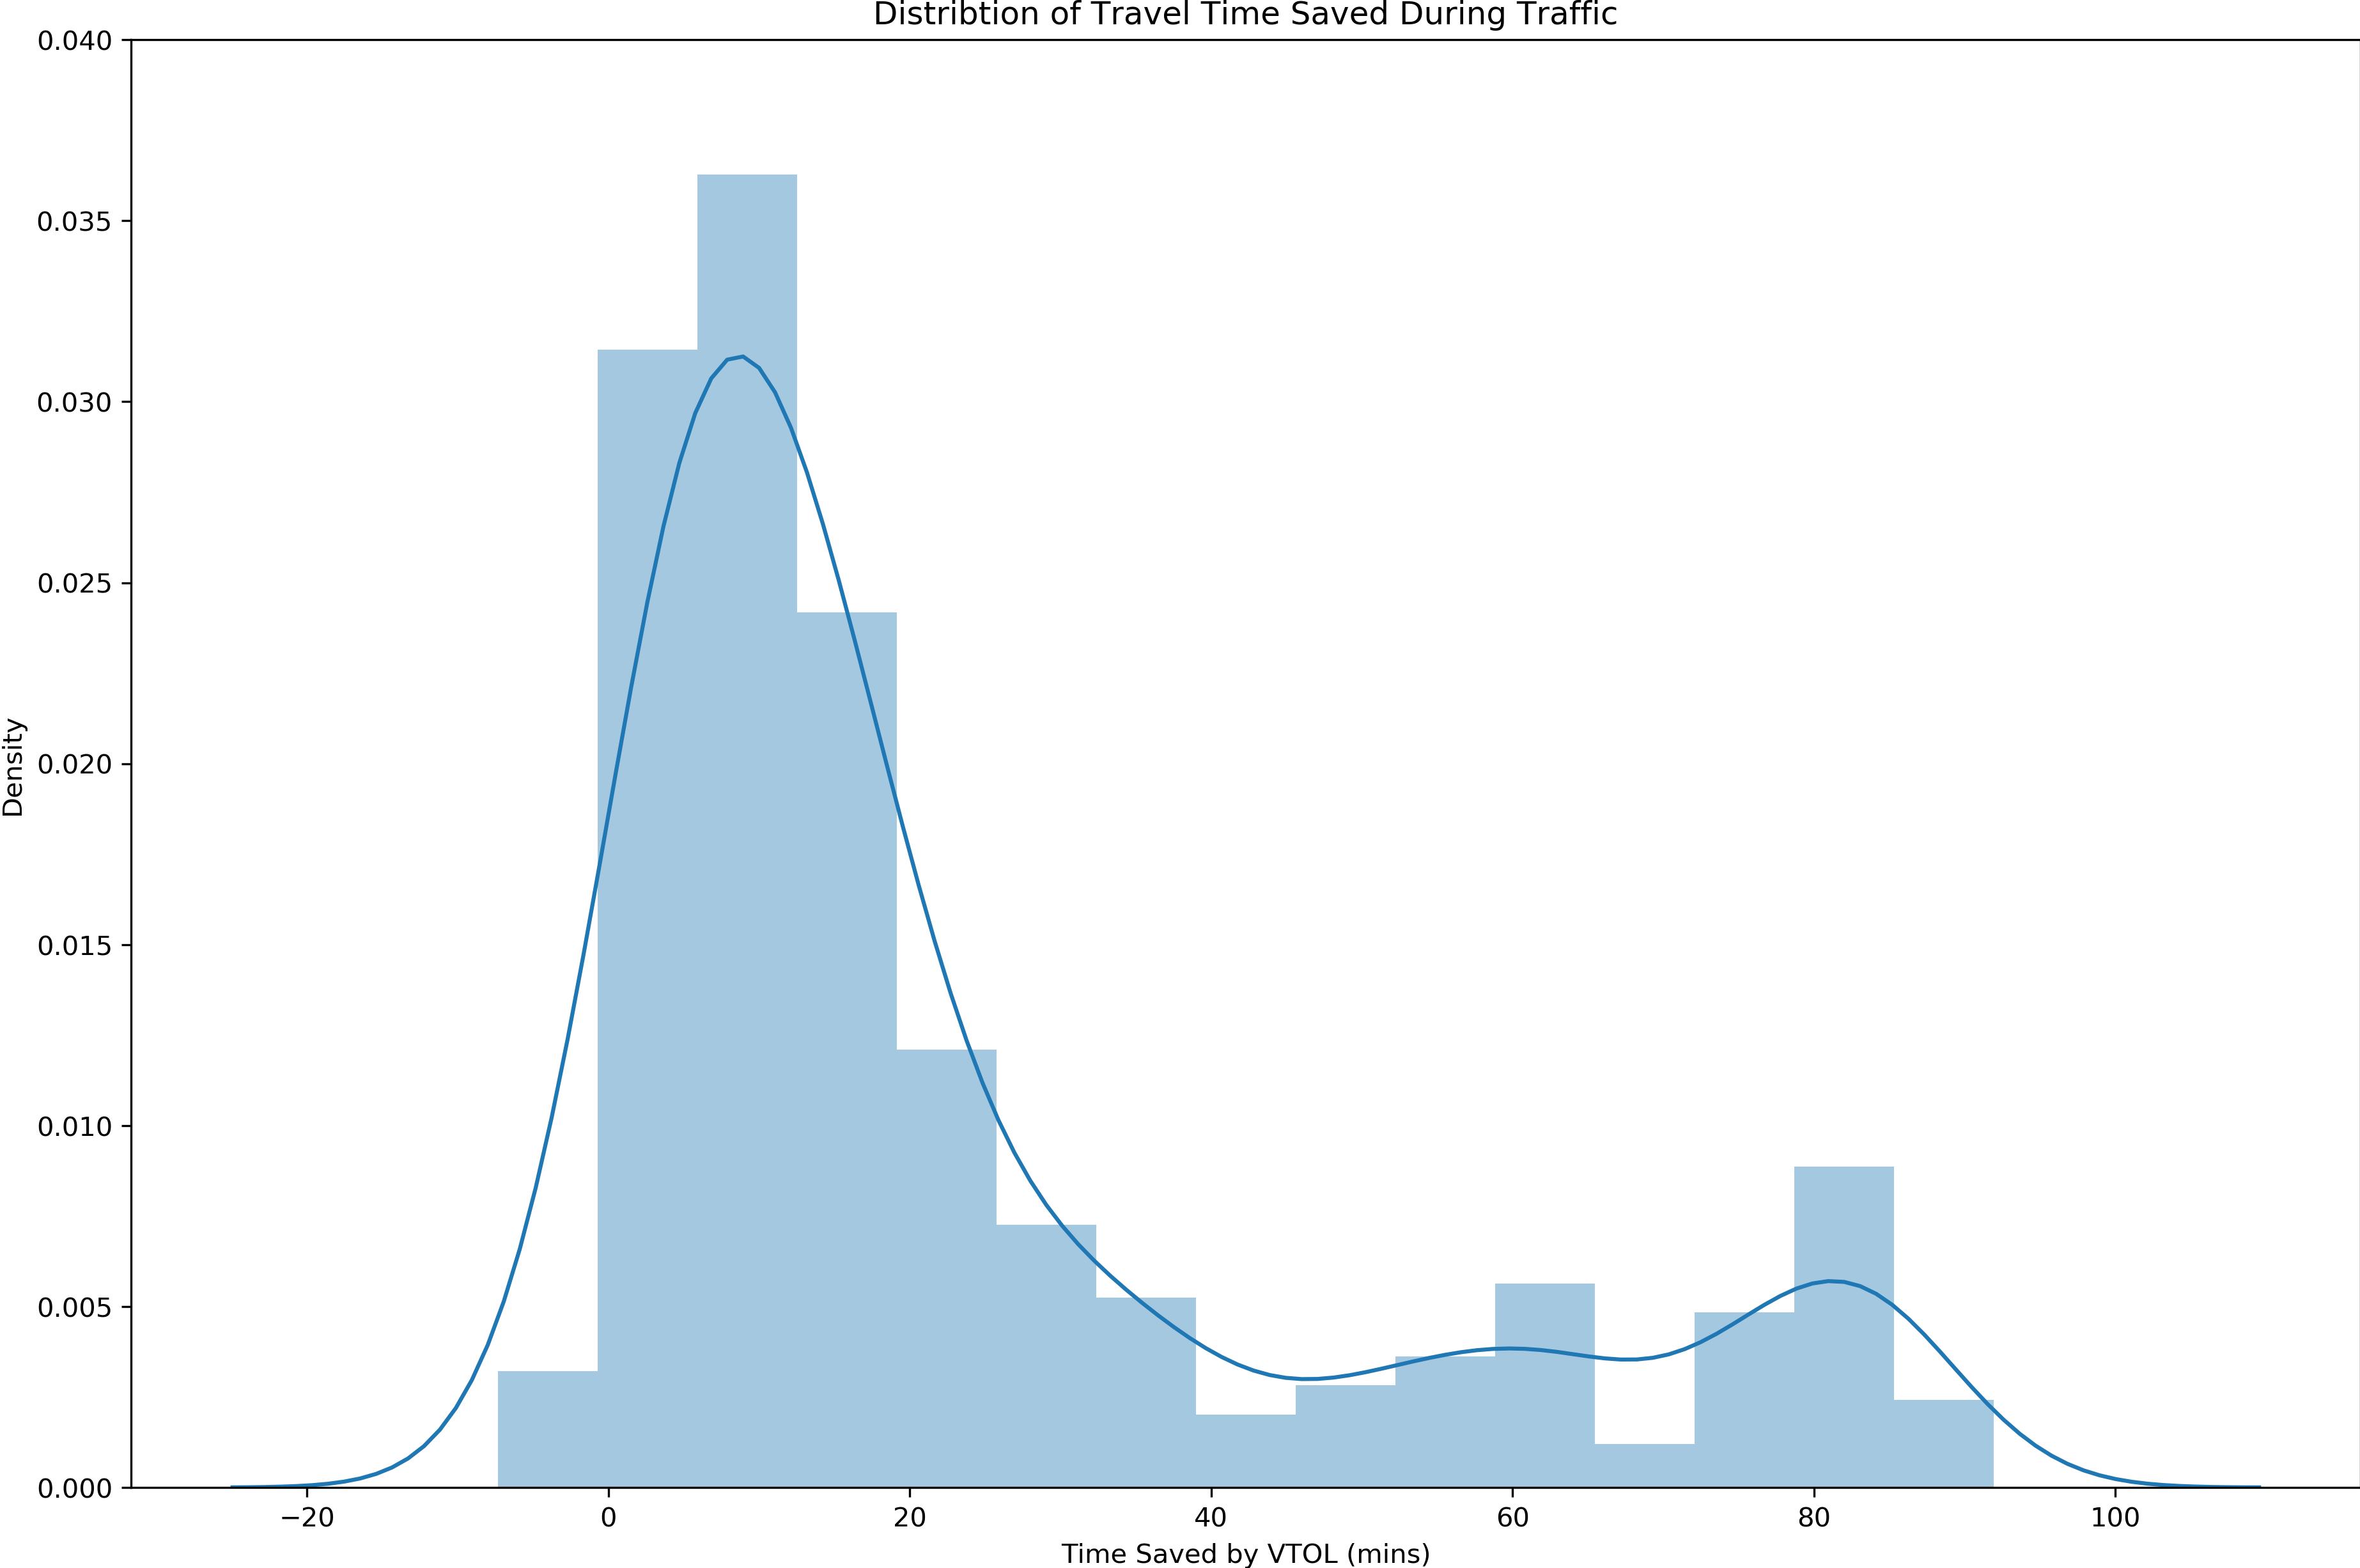 Distribtion of Travel Time Saved During Traffic
0.040
0.035
0.030
0.025
0.020
0.015
0.010
0.005
0.000
Density
−20 0 20 40 60 80 100
Time Saved by VTOL (mins)